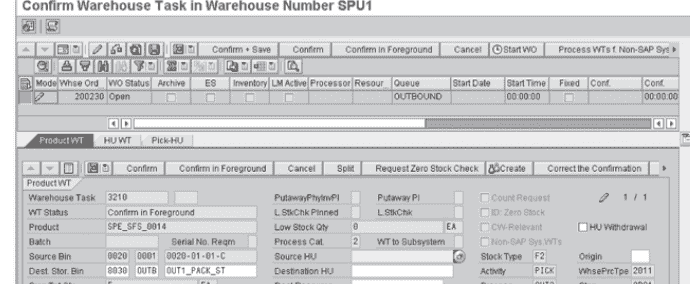 Confirm Warehouse Task in Warehouse Number SPU1
Confirm + Save Confirm Confirm in Foreground Cancel Start WO Process WTs f. Non-SAP Sys
Mode Whse Ord WO Status Archive ES Inventory LM Active Processor Resour_ Queue Start Date Start Time Fixed Conf. Conf.
200230 Open OUTBOUND 00:00:00 00:00:00
Product WT HU WT Pick-HU
Confirm Confirm in Foreground Cancel Split Request Zero Stock Check Create Correct the Confirmation
Product WT
Warehouse Task 3210 PutawayPhyInvPI Putaway PI Count Request 1 / 1
WT Status Confirm in Foreground L.StkChk Pinned L.StkChk ID: Zero Stock
Product SPE_SFS_0014 Low Stock Qty 0 EA CW-Relevant HU Withdrawal
Batch Serial No. Reqm Process Cat. 2 WT to Subsystem Non-SAP Sys.WTs
Source Bin 0020 0001 0020-01-01-C Source HU Stock Type F2 Origin
Dest. Stor. Bin 8030 OUTB OUT1_PACK_ST Destination HU Activity PICK WhsePrcTpe 2011